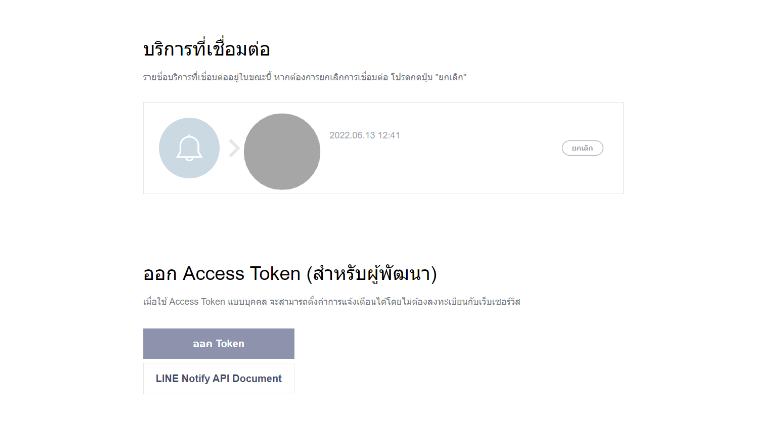 บริการที่เชื่อมต่อ
รายชื่อบริการที่เชื่อมต่ออยู่ในขณะนี้ หากต้องการยกเลิกการเชื่อมต่อ โปรดกดปุ่ม "ยกเลิก"
2022.06.13 12:41
ยกเลิก
ออก Access Token (สำหรับผู้พัฒนา)
เมื่อใช้ Access Token แบบบุคคล จะสามารถตั้งค่าการแจ้งเตือนได้โดยไม่ต้องลงทะเบียนกับเว็บเซอร์วิส
ออก Token
LINE Notify API Document